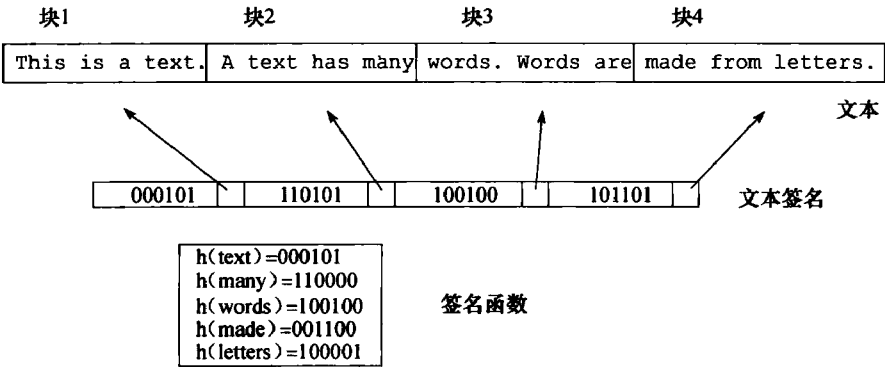 块1 块2 块3 块4
This is a text. A text has many words. Words are made from letters.
文本
000101 110101 100100 101101 文本签名
h(text)=000101
h(many)=110000
h(words)=100100 签名函数
h(made)=001100
h(letters)=100001